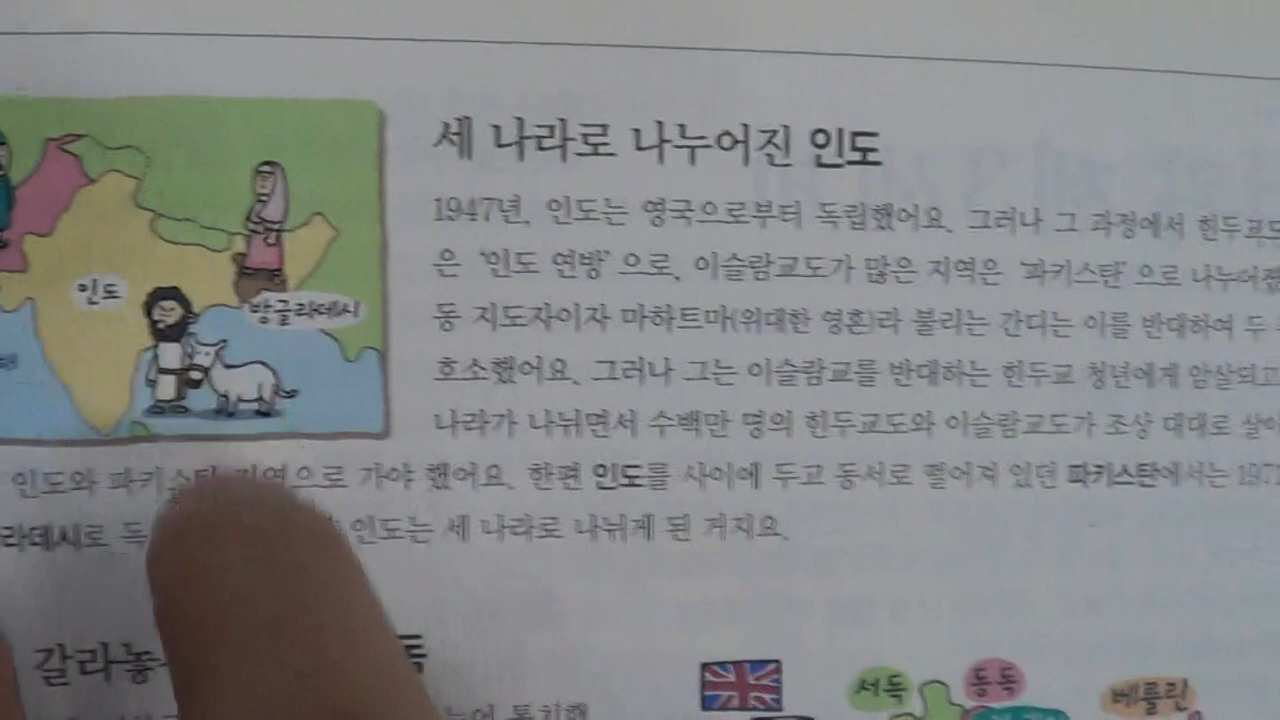 세 나라로 나누어진 인도
1947년, 인도는 영국으로부터 독립했어요. 그러나 그 과정에서 힌두교도
은 '인도 연방'으로, 이슬람교도가 많은 지역은 '파키스탄'으로 나누어졌
동 지도자이자 마하트마(위대한 영혼)라 불리는 간디는 이를 반대하여 두
호소했어요. 그러나 그는 이슬람교를 반대하는 힌두교 청년에게 암살되고
나라가 나뉘면서 수백만 명의 힌두교도와 이슬람교도가 조상 대대로 살아
인도와 파키스탄 지역으로 가야 했어요. 한편 인도를 사이에 두고 동서로 떨어져 있던 파키스탄에서는 197
라데시로 독 인도는 세 나라로 나뉘게 된 거지요.
인도
방글라데시
갈라놓
누어 통치했
서독
동독
베를린